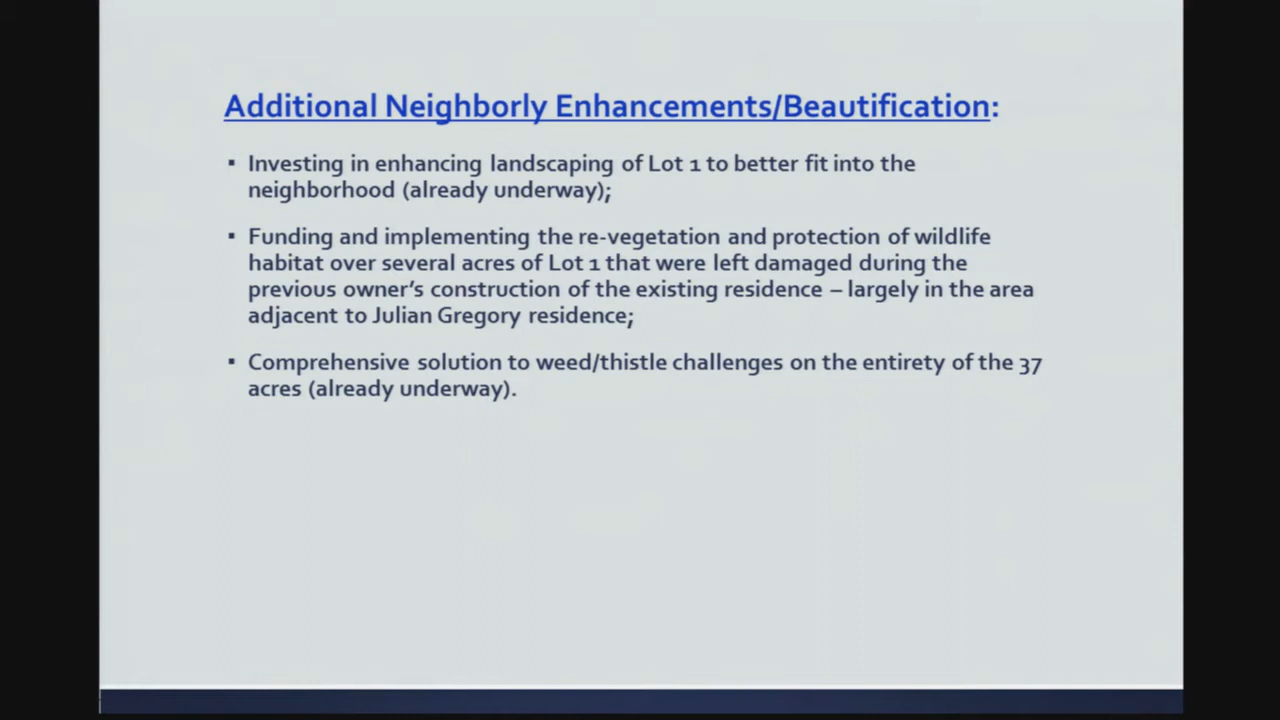 Additional Neighborly Enhancements/Beautification:
▪ Investing in enhancing landscaping of Lot 1 to better fit into the
neighborhood (already underway);
▪ Funding and implementing the re-vegetation and protection of wildlife
habitat over several acres of Lot 1 that were left damaged during the
previous owner’s construction of the existing residence – largely in the area
adjacent to Julian Gregory residence;
▪ Comprehensive solution to weed/thistle challenges on the entirety of the 37
acres (already underway).